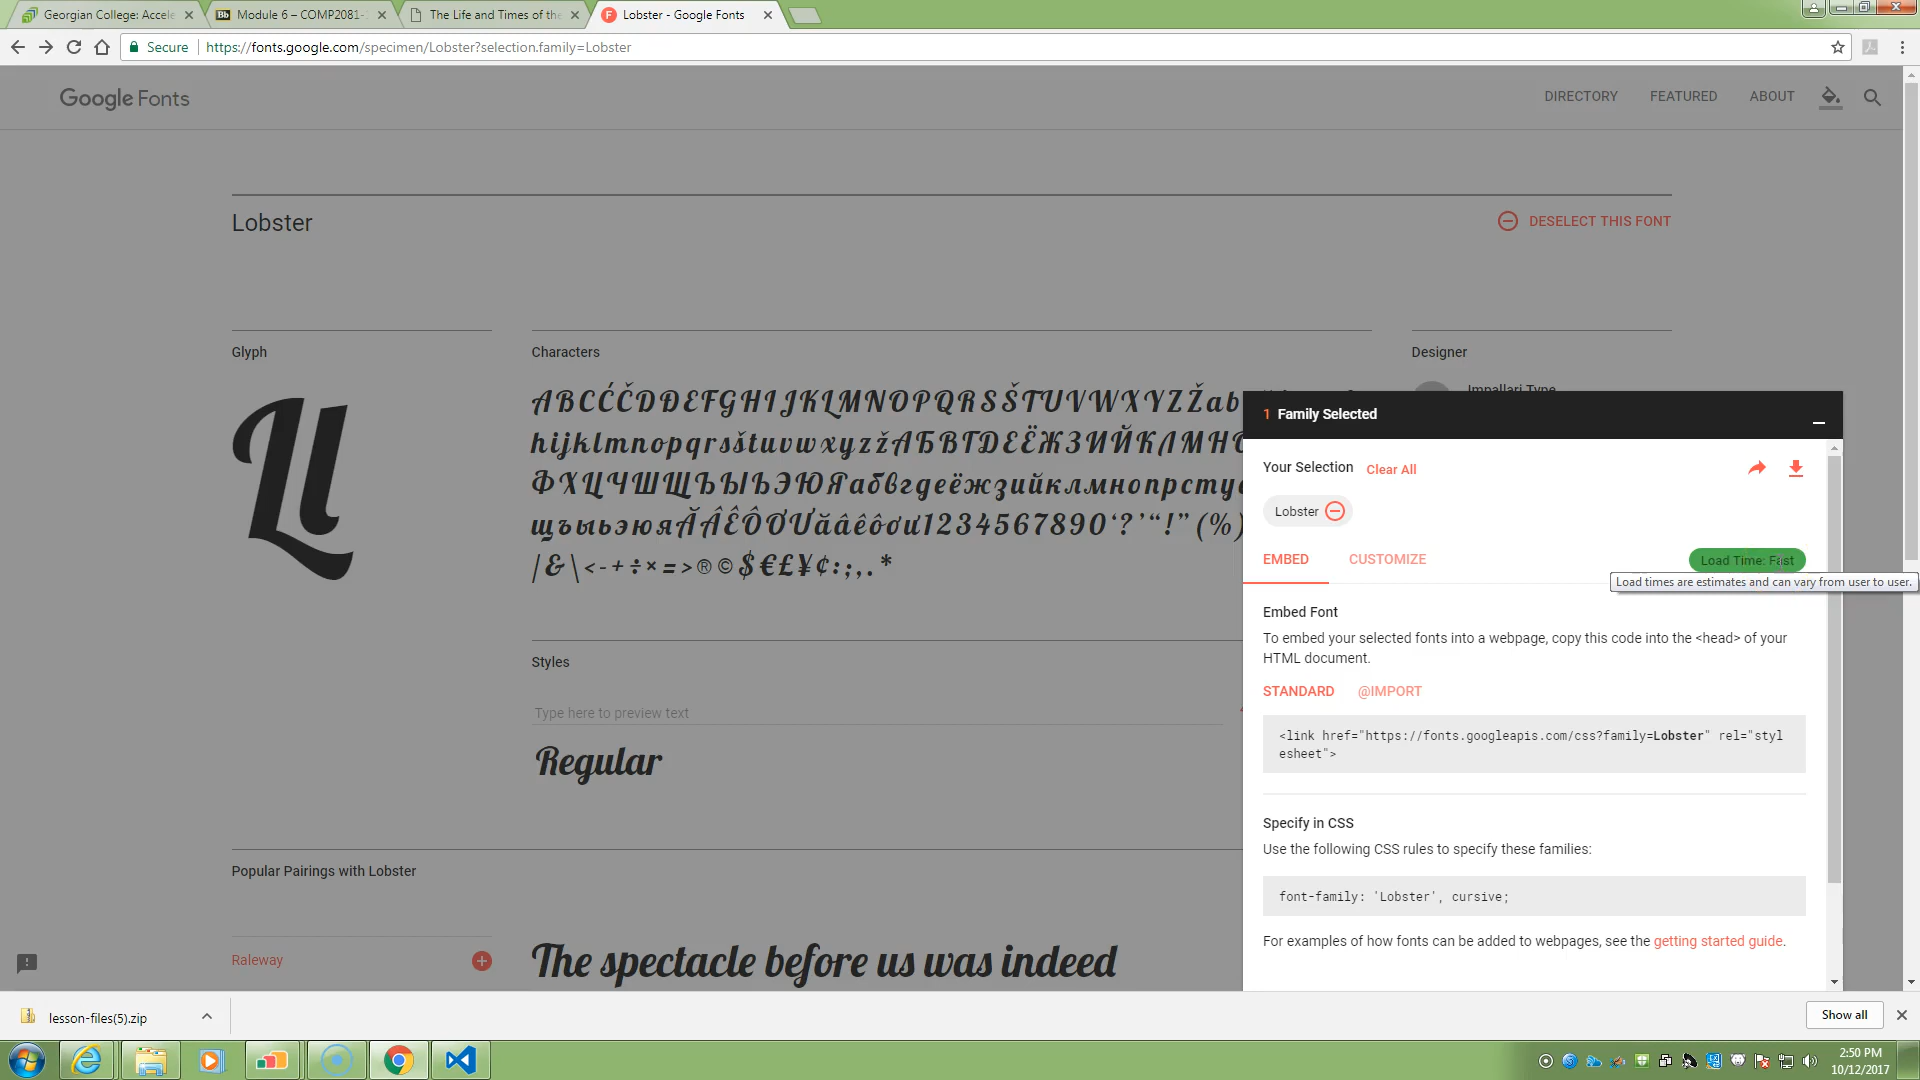 Georgian College: Accele
Module 6 – COMP2081-
The Life and Times of the
Lobster - Google Fonts
Secure
https://fonts.google.com/specimen/Lobster?selection.family=Lobster
Google Fonts
DIRECTORY
FEATURED
ABOUT
Lobster
DESELECT THIS FONT
Glyph
Characters
Designer
Ll
Impallari Type
ABCĆČDĐEFGHIJKLMNOPQRSŠTUVWXYZŽab
hijklmnopqrsštuvwxyzžАБВГДЕЁЖЗИЙКЛМНО
ФХЦЧШЩЪЫЬЭЮЯабвгдеёжзийклмнопрсту
щъыьэюяĂÂÊÔƠƯăâêôơư1234567890‘?’“!”(%)
|&\<-+÷×=>®©$€£¥¢:;,.*
1 Family Selected
Your Selection
Clear All
Lobster
EMBED
CUSTOMIZE
Load Time: Fast
Load times are estimates and can vary from user to user.
Embed Font
To embed your selected fonts into a webpage, copy this code into the <head> of your
HTML document.
STANDARD
@IMPORT
<link href="https://fonts.googleapis.com/css?family=Lobster" rel="styl
esheet">
Specify in CSS
Use the following CSS rules to specify these families:
font-family: 'Lobster', cursive;
For examples of how fonts can be added to webpages, see the getting started guide.
Styles
Type here to preview text
Regular
Popular Pairings with Lobster
Raleway
The spectacle before us was indeed
lesson-files(5).zip
Show all
2:50 PM
10/12/2017